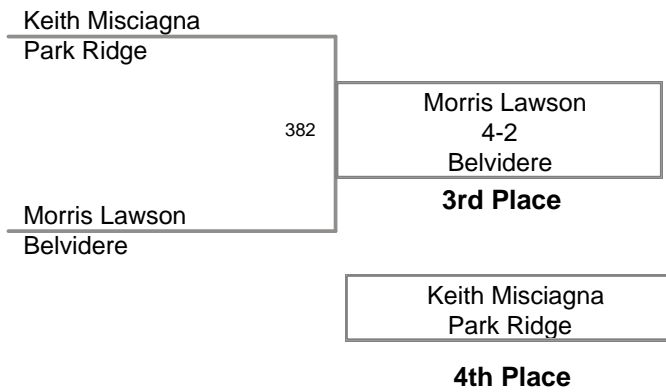 Keith Misciagna
Park Ridge
382
Morris Lawson
4-2
Belvidere
3rd Place
Morris Lawson
Belvidere
Keith Misciagna
Park Ridge
4th Place